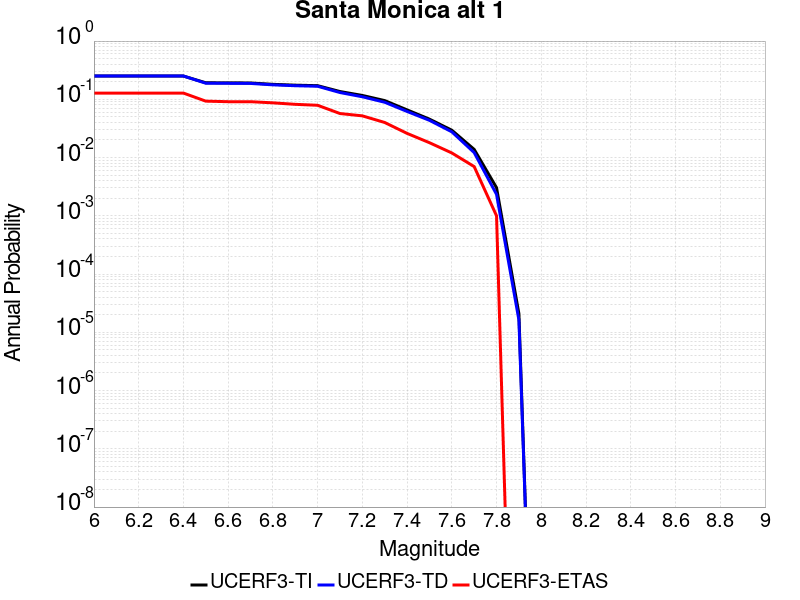 Santa Monica alt 1
Annual Probability
10^0
10^-1
10^-2
10^-3
10^-4
10^-5
10^-6
10^-7
10^-8
6 6.2 6.4 6.6 6.8 7 7.2 7.4 7.6 7.8 8 8.2 8.4 8.6 8.8 9
Magnitude
UCERF3-TI UCERF3-TD UCERF3-ETAS